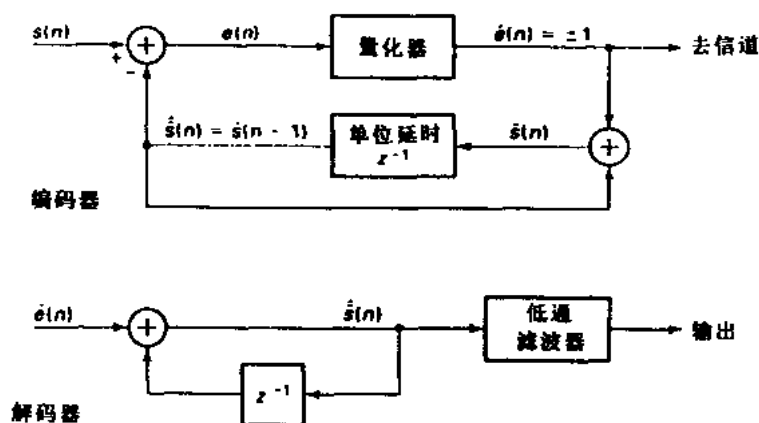 s(n)
+
−
+
e(n)
量化器
ė(n) = ±1
去信道
+
ŝ̇(n) = ṡ(n - 1)
单位延时
z⁻¹
ṡ(n)
编码器
ė(n)
+
ŝ̇(n)
低通
滤波器
输出
z⁻¹
解码器